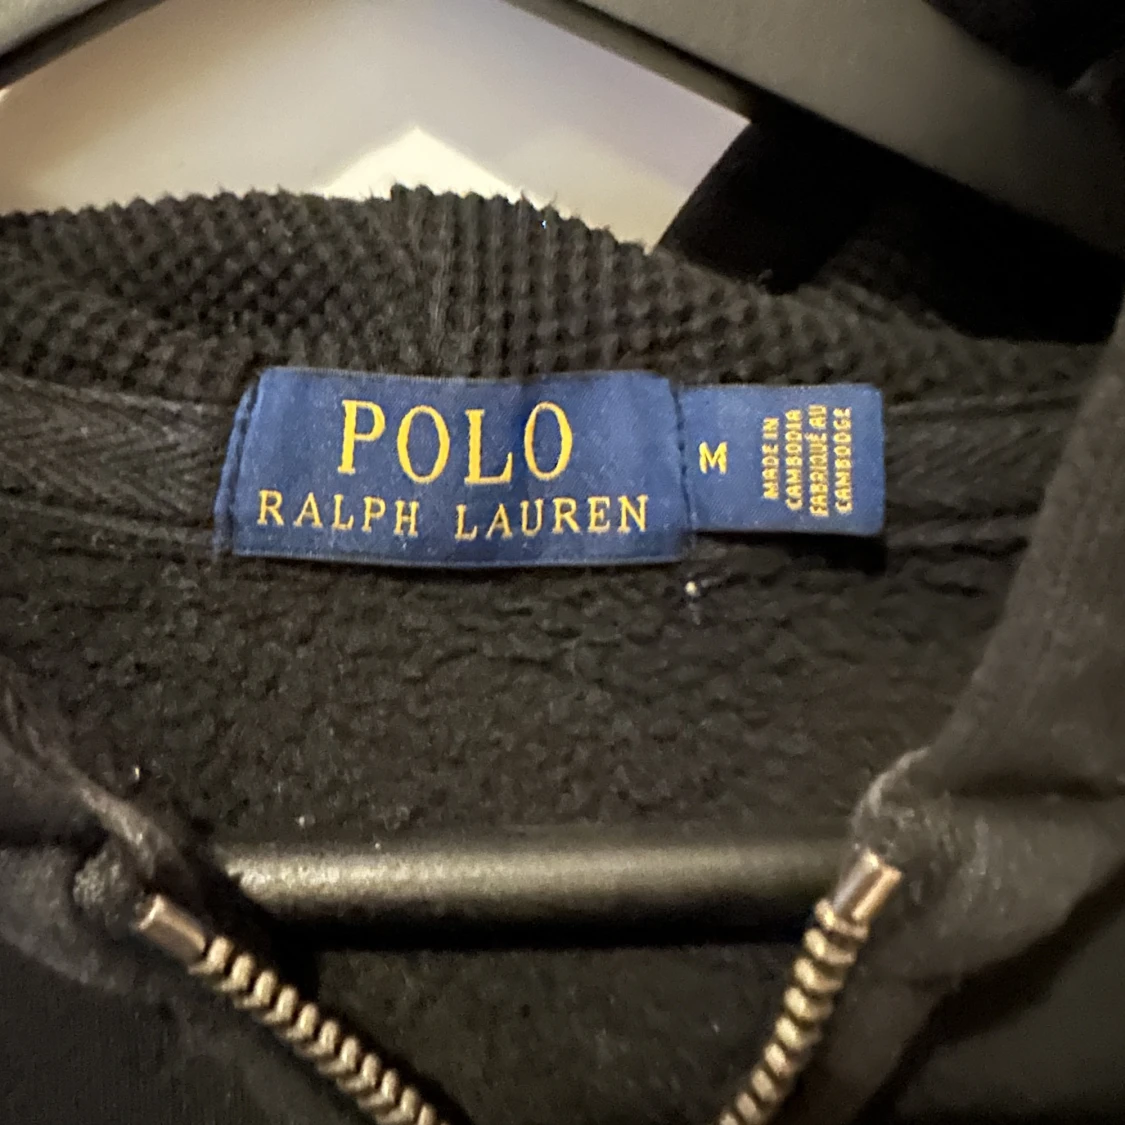 POLO
RALPH LAUREN
M
MADE IN
CAMBODIA
FABRIQUÉ AU
CAMBODGE